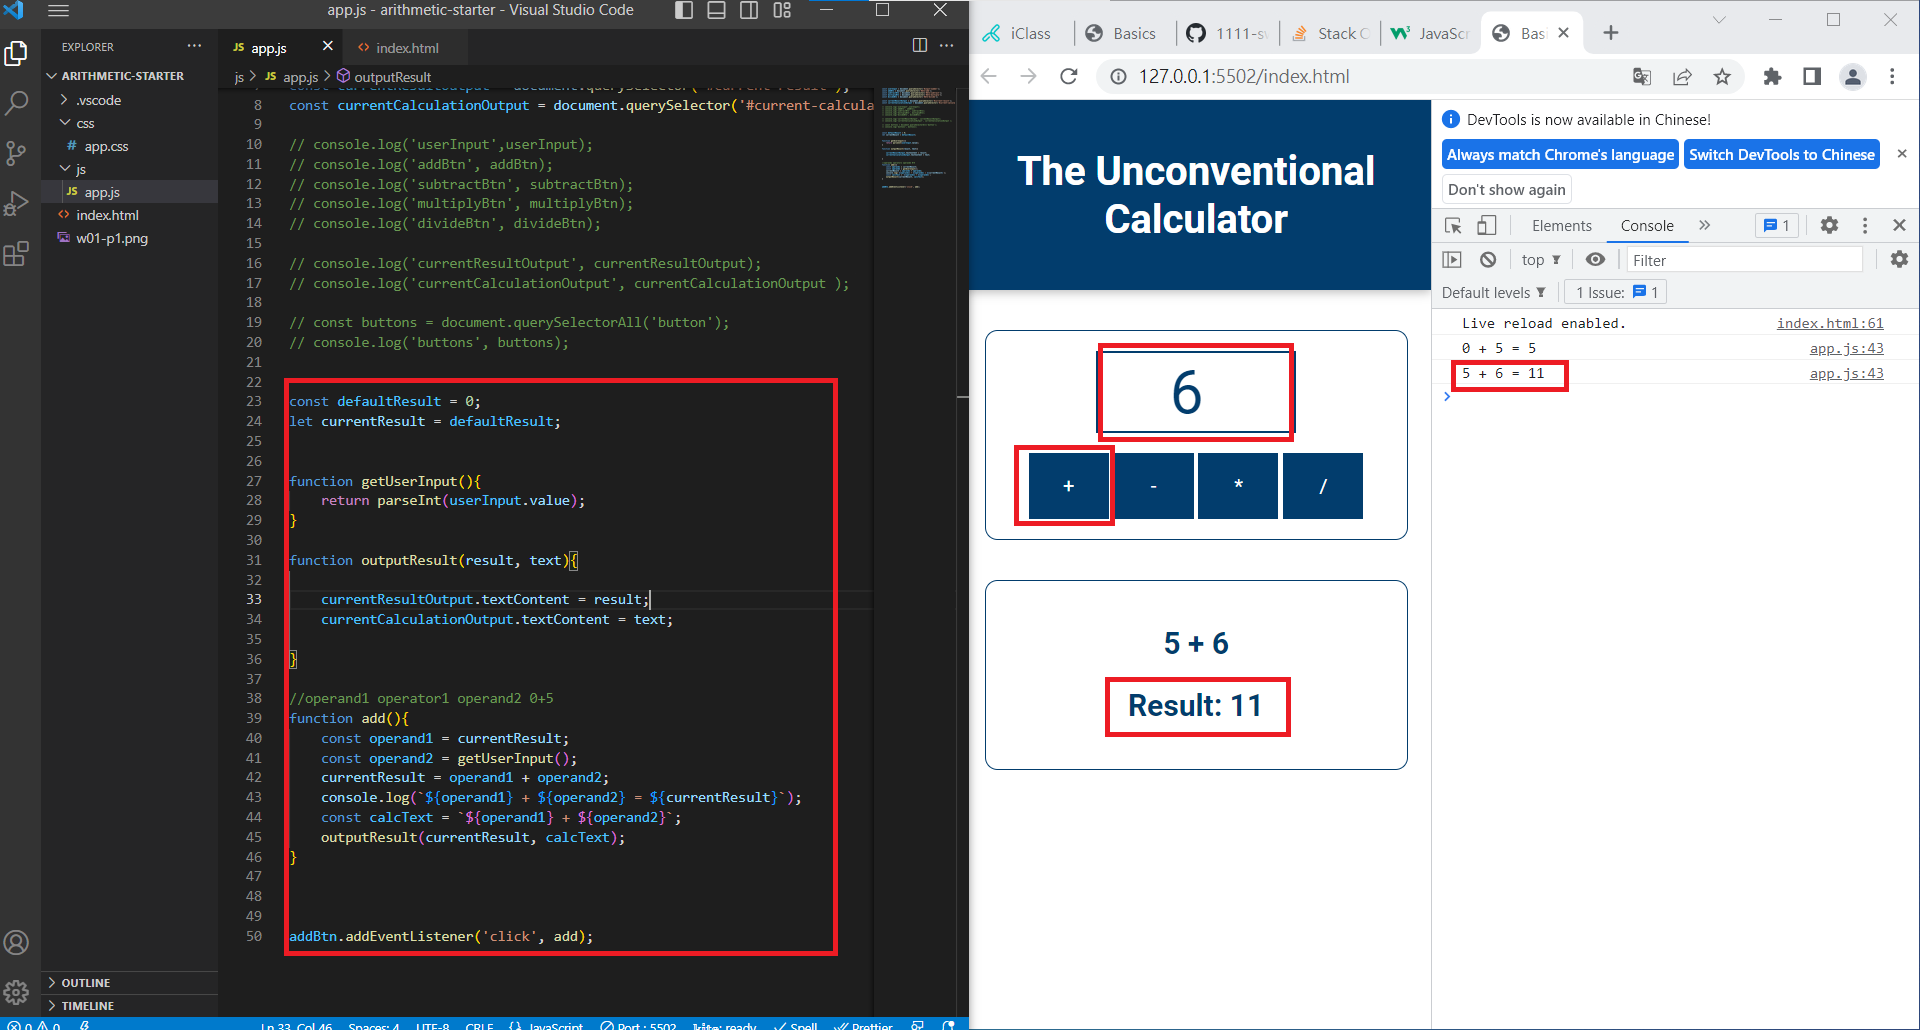 app.js - arithmetic-starter - Visual Studio Code
EXPLORER
ARITHMETIC-STARTER
.vscode
css
# app.css
js
JS app.js
<> index.html
w01-p1.png
OUTLINE
TIMELINE
JS app.js
<> index.html
js > JS app.js > outputResult
8 const currentCalculationOutput = document.querySelector('#current-calcula
9
10 // console.log('userInput',userInput);
11 // console.log('addBtn', addBtn);
12 // console.log('subtractBtn', subtractBtn);
13 // console.log('multiplyBtn', multiplyBtn);
14 // console.log('divideBtn', divideBtn);
15
16 // console.log('currentResultOutput', currentResultOutput);
17 // console.log('currentCalculationOutput', currentCalculationOutput );
18
19 // const buttons = document.querySelectorAll('button');
20 // console.log('buttons', buttons);
21
22
23 const defaultResult = 0;
24 let currentResult = defaultResult;
25
26
27 function getUserInput(){
28 return parseInt(userInput.value);
29 }
30
31 function outputResult(result, text){
32
33 currentResultOutput.textContent = result;
34 currentCalculationOutput.textContent = text;
35
36 }
37
38 //operand1 operator1 operand2 0+5
39 function add(){
40 const operand1 = currentResult;
41 const operand2 = getUserInput();
42 currentResult = operand1 + operand2;
43 console.log(`${operand1} + ${operand2} = ${currentResult}`);
44 const calcText = `${operand1} + ${operand2}`;
45 outputResult(currentResult, calcText);
46 }
47
48
49
50 addBtn.addEventListener('click', add);
Ln 33, Col 46 Spaces: 4 UTF-8 CRLF {} JavaScript Port : 5502 kite: ready Spell Prettier
iClass
Basics
1111-sw
Stack O
JavaScr
Bas
127.0.0.1:5502/index.html
The Unconventional
Calculator
6
+ - * /
5 + 6
Result: 11
DevTools is now available in Chinese!
Always match Chrome's language
Switch DevTools to Chinese
Don't show again
Elements
Console
1
top
Filter
Default levels
1 Issue: 1
Live reload enabled. index.html:61
0 + 5 = 5 app.js:43
5 + 6 = 11 app.js:43